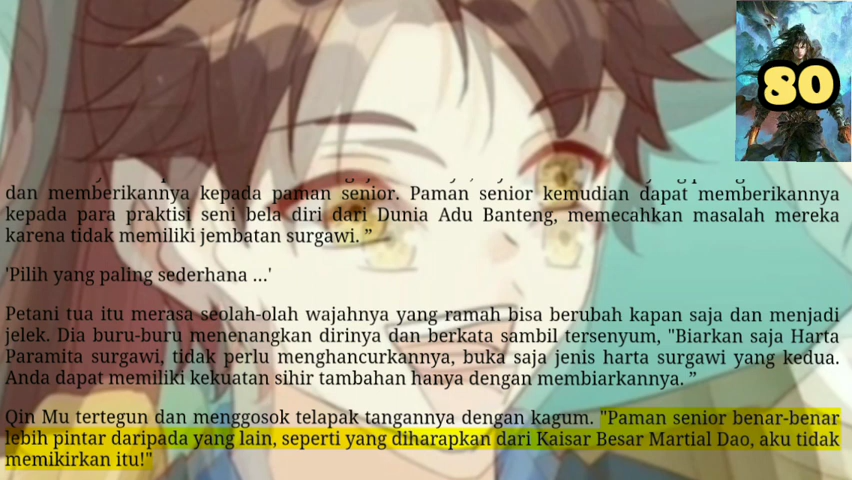 80
dan memberikannya kepada paman senior. Paman senior kemudian dapat memberikannya
kepada para praktisi seni bela diri dari Dunia Adu Banteng, memecahkan masalah mereka
karena tidak memiliki jembatan surgawi. ”
'Pilih yang paling sederhana ...'
Petani tua itu merasa seolah-olah wajahnya yang ramah bisa berubah kapan saja dan menjadi
jelek. Dia buru-buru menenangkan dirinya dan berkata sambil tersenyum, "Biarkan saja Harta
Paramita surgawi, tidak perlu menghancurkannya, buka saja jenis harta surgawi yang kedua.
Anda dapat memiliki kekuatan sihir tambahan hanya dengan membiarkannya. ”
Qin Mu tertegun dan menggosok telapak tangannya dengan kagum. "Paman senior benar-benar
lebih pintar daripada yang lain, seperti yang diharapkan dari Kaisar Besar Martial Dao, aku tidak
memikirkan itu!"